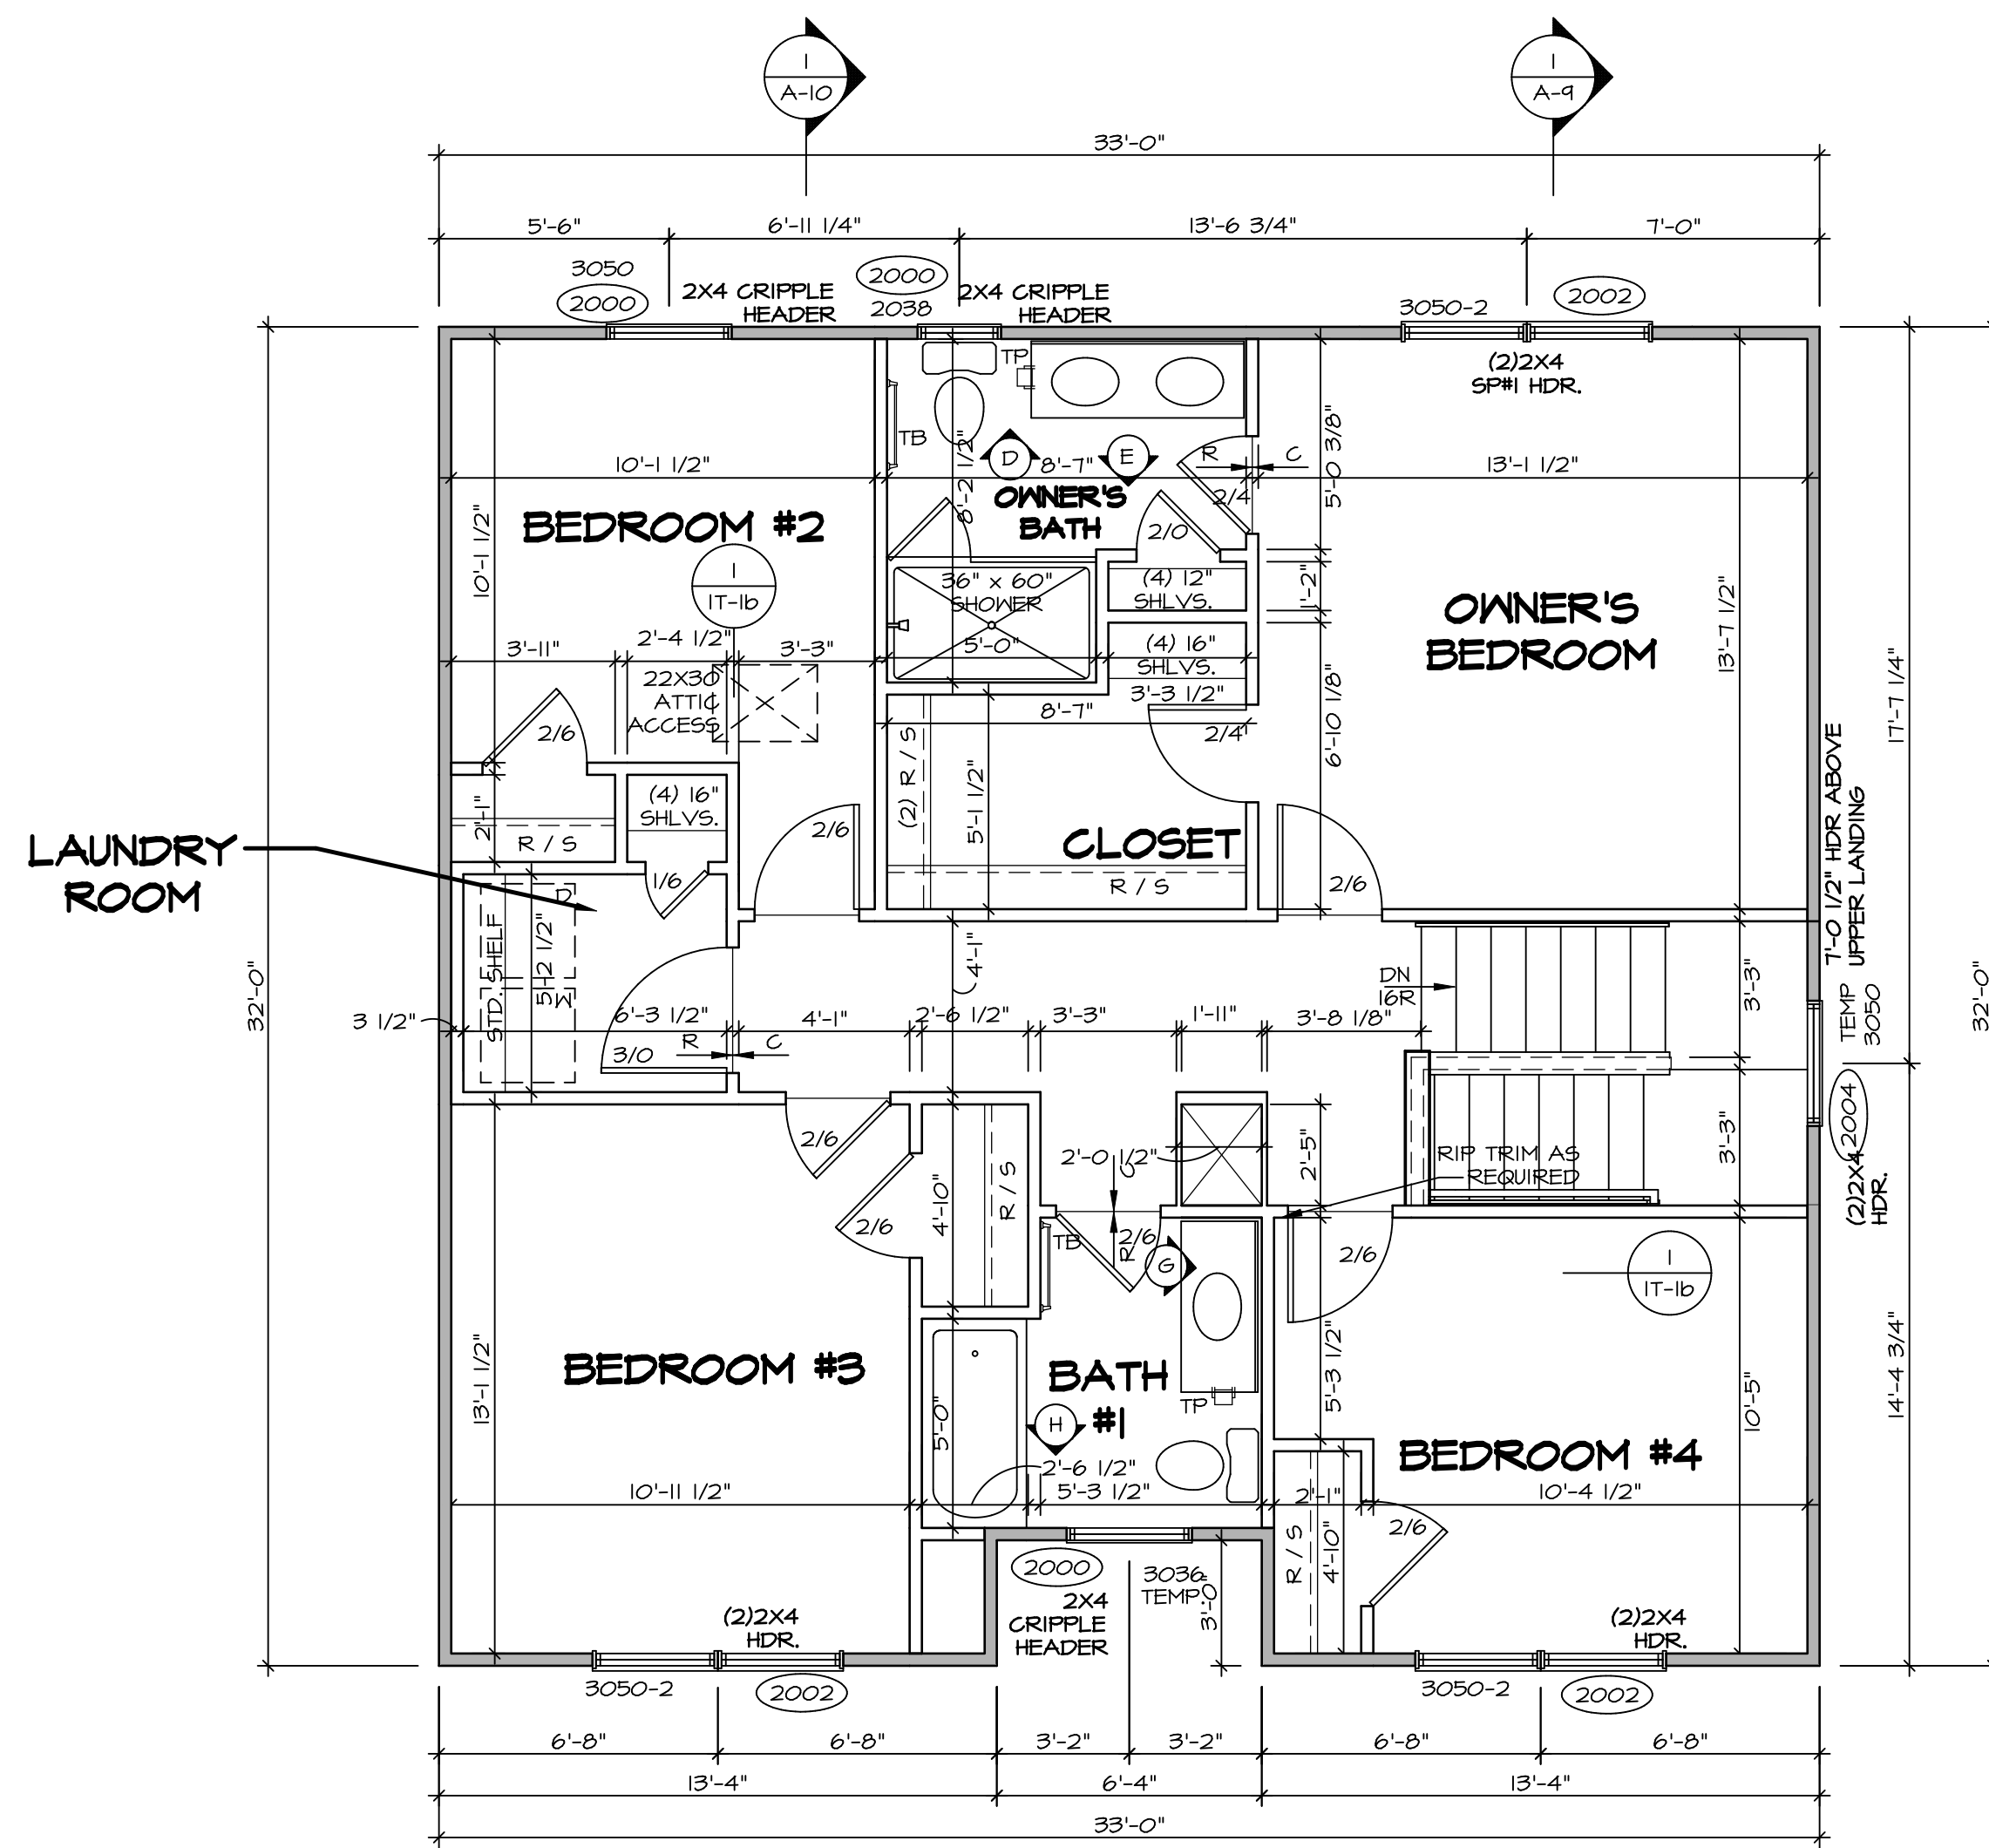 1
A-10
1
A-9
33'-0"
5'-6"
6'-11 1/4"
13'-6 3/4"
7'-0"
3050
2000
2X4 CRIPPLE
HEADER
2000
2038
2X4 CRIPPLE
HEADER
3050-2
2002
(2)2X4
SP#1 HDR.
TP
TB
D
E
8'-7"
R
C
2/4
10'-1 1/2"
13'-1 1/2"
5'-0 3/8"
8'-2 1/2"
OWNER'S
BATH
BEDROOM #2
10'-1 1/2"
1
1T-1b
2/0
36" x 60"
SHOWER
5'-0"
(4) 12"
SHLVS.
1'-2"
(4) 16"
SHLVS.
3'-3 1/2"
OWNER'S
BEDROOM
13'-7 1/2"
3'-11"
2'-4 1/2"
3'-3"
22X30
ATTIC
ACCESS
2/6
8'-7"
2/4
6'-10 1/8"
(2) R / S
5'-1 1/2"
17'-7 1/4"
7'-0 1/2" HDR ABOVE
UPPER LANDING
2'-1"
R / S
(4) 16"
SHLVS.
2/6
CLOSET
R / S
2/6
LAUNDRY
ROOM
1/6
D
W
STD. SHELF
5'-2 1/2"
4'-1"
32'-0"
3 1/2"
6'-3 1/2"
4'-1"
2'-6 1/2"
3'-3"
1'-11"
3'-8 1/8"
DN
16R
3'-3"
TEMP
3050
32'-0"
3/0
R
C
2/6
2004
(2)2X4
HDR.
3'-3"
2'-0 1/2"
C
2'-5"
RIP TRIM AS
REQUIRED
4'-10"
R / S
2/6
TB
2/6
R
G
2/6
1
1T-1b
BEDROOM #3
13'-1 1/2"
BATH
#1
H
TP
5'-3 1/2"
10'-5"
14'-4 3/4"
5'-0"
BEDROOM #4
2'-6 1/2"
10'-11 1/2"
5'-3 1/2"
2'-1"
10'-4 1/2"
R / S
4'-10"
2/6
2000
3036
TEMP.
3'-0"
2X4
CRIPPLE
HEADER
(2)2X4
HDR.
(2)2X4
HDR.
3050-2
2002
3050-2
2002
6'-8"
6'-8"
3'-2"
3'-2"
6'-8"
6'-8"
13'-4"
6'-4"
13'-4"
33'-0"